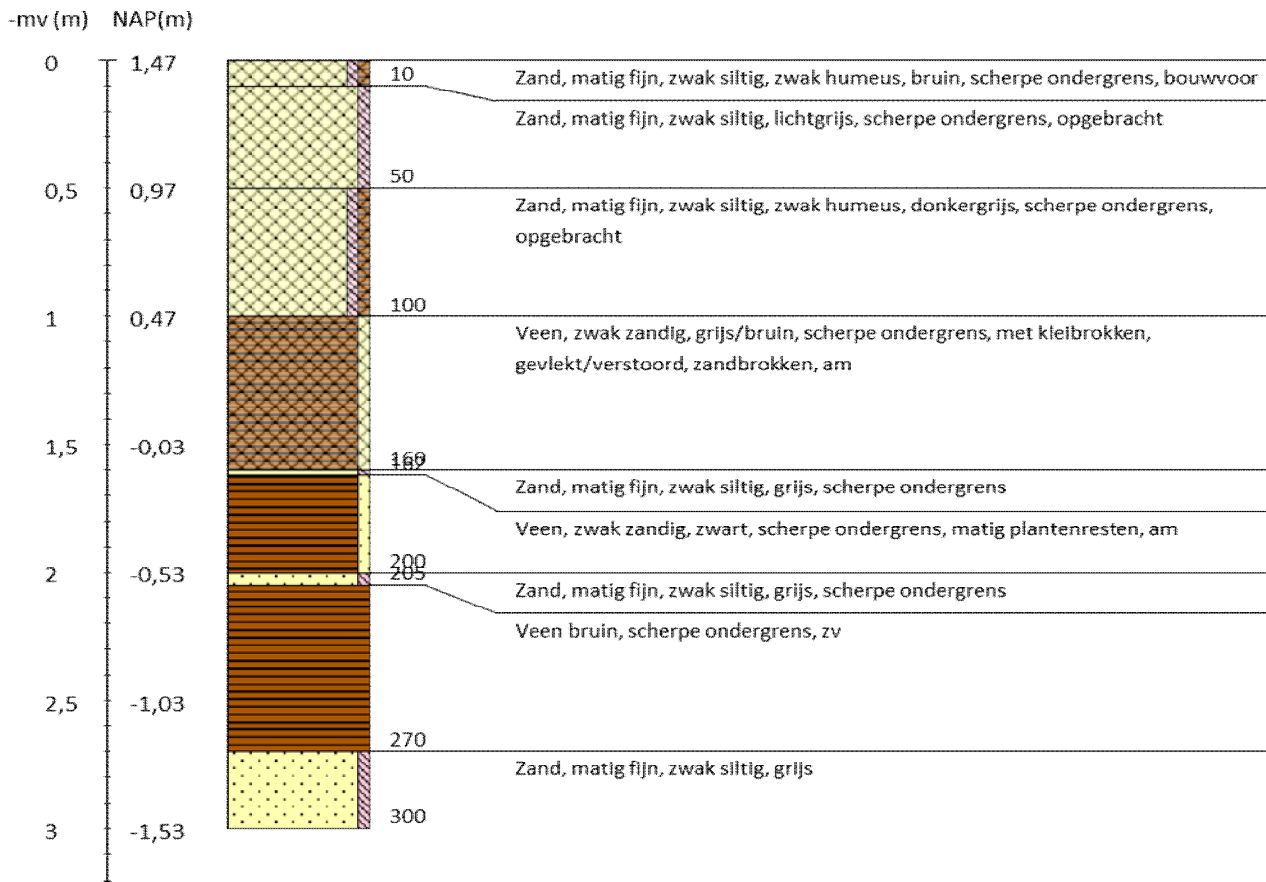 -mv (m) NAP(m)
0 1,47
10 Zand, matig fijn, zwak siltig, zwak humeus, bruin, scherpe ondergrens, bouwvoor
Zand, matig fijn, zwak siltig, lichtgrijs, scherpe ondergrens, opgebracht
50
0,5 0,97
Zand, matig fijn, zwak siltig, zwak humeus, donkergrijs, scherpe ondergrens,
opgebracht
100
1 0,47
Veen, zwak zandig, grijs/bruin, scherpe ondergrens, met kleibrokken,
gevlekt/verstoord, zandbrokken, am
1,5 -0,03
160
162
Zand, matig fijn, zwak siltig, grijs, scherpe ondergrens
Veen, zwak zandig, zwart, scherpe ondergrens, matig plantenresten, am
200
2 -0,53
205
Zand, matig fijn, zwak siltig, grijs, scherpe ondergrens
Veen bruin, scherpe ondergrens, zv
2,5 -1,03
270
Zand, matig fijn, zwak siltig, grijs
300
3 -1,53